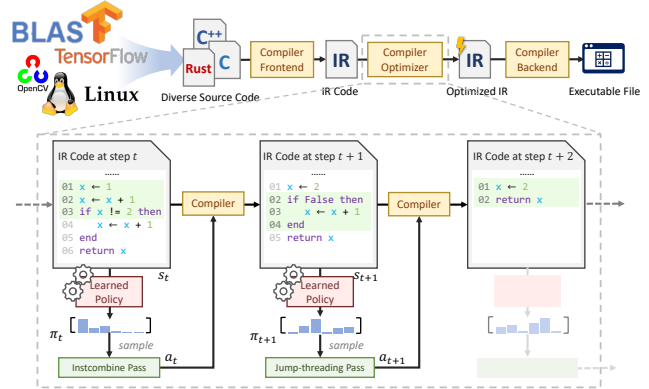 BLAS
TensorFlow
OpenCV
Linux
C++
Rust
C
Diverse Source Code
Compiler
Frontend
IR
IR Code
Compiler
Optimizer
IR
Optimized IR
Compiler
Backend
Executable File
IR Code at step t
......
01 x ← 1
02 x ← x + 1
03 if x != 2 then
04 x ← x + 1
05 end
06 return x
Compiler
IR Code at step t + 1
......
01 x ← 2
02 if False then
03 x ← x + 1
04 end
05 return x
Compiler
IR Code at step t + 2
......
01 x ← 2
02 return x
s_t
Learned
Policy
π_t
sample
a_t
Instcombine Pass
s_{t+1}
Learned
Policy
π_{t+1}
sample
a_{t+1}
Jump-threading Pass